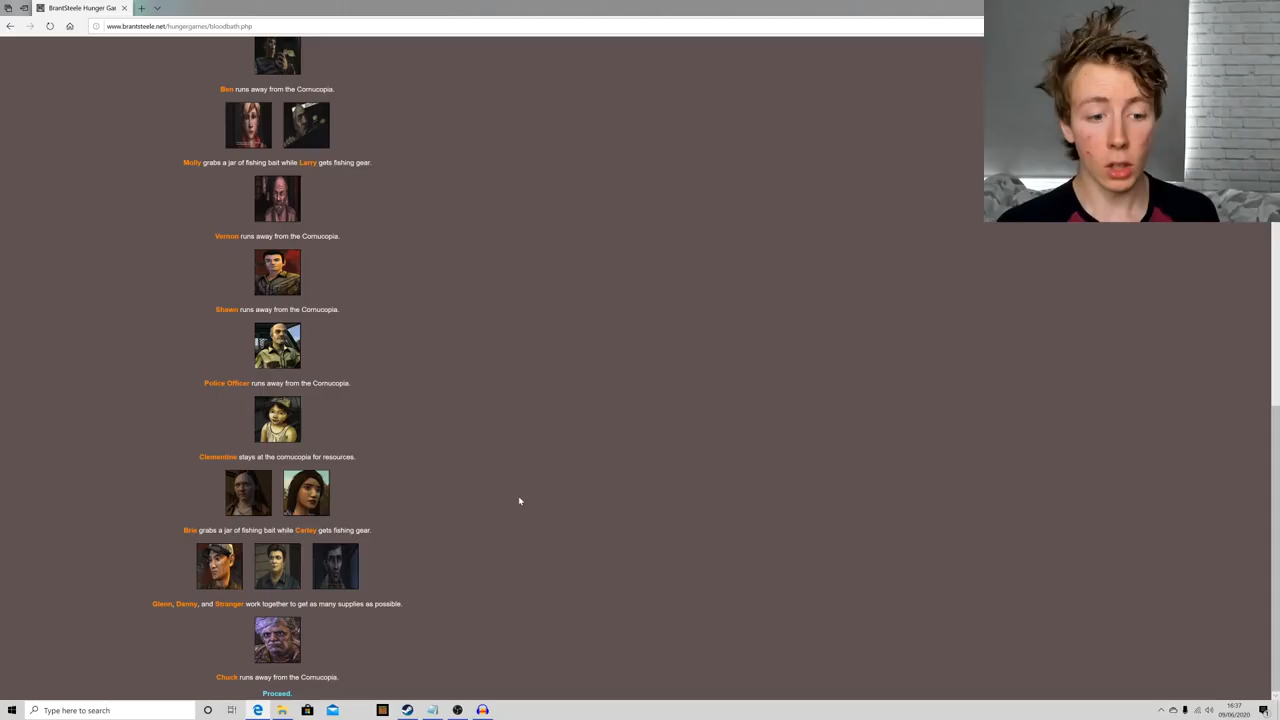 BrantSteele Hunger Gar
www.brantsteele.net/hungergames/bloodbath.php
Ben runs away from the Cornucopia.
Molly grabs a jar of fishing bait while Larry gets fishing gear.
Vernon runs away from the Cornucopia.
Shawn runs away from the Cornucopia.
Police Officer runs away from the Cornucopia.
Clementine stays at the cornucopia for resources.
Brie grabs a jar of fishing bait while Carley gets fishing gear.
Glenn, Danny, and Stranger work together to get as many supplies as possible.
Chuck runs away from the Cornucopia.
Proceed.
Type here to search
16:37
09/06/2020